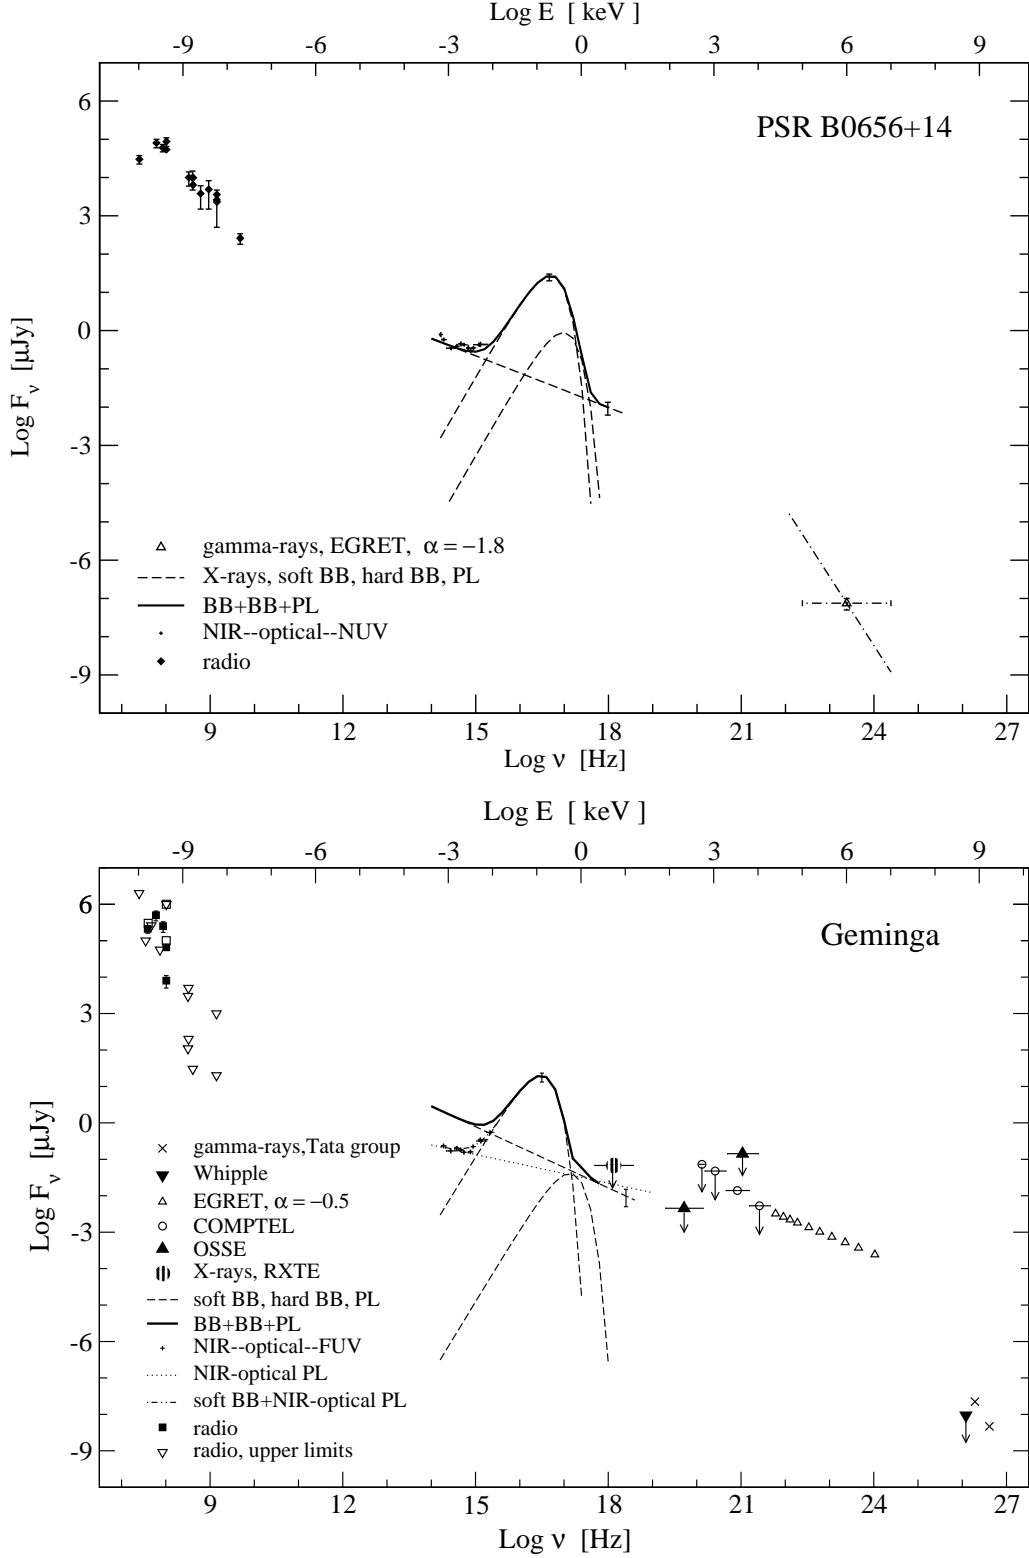 Log E [ keV ]
-9 -6 -3 0 3 6 9
PSR B0656+14
6
3
0
-3
-6
-9
Log Fν [μJy]
gamma-rays, EGRET, α = −1.8
X-rays, soft BB, hard BB, PL
BB+BB+PL
NIR--optical--NUV
radio
9 12 15 18 21 24 27
Log ν [Hz]
Log E [ keV ]
-9 -6 -3 0 3 6 9
Geminga
6
3
0
-3
-6
-9
Log Fν [μJy]
gamma-rays,Tata group
Whipple
EGRET, α = −0.5
COMPTEL
OSSE
X-rays, RXTE
soft BB, hard BB, PL
BB+BB+PL
NIR--optical--FUV
NIR-optical PL
soft BB+NIR-optical PL
radio
radio, upper limits
9 12 15 18 21 24 27
Log ν [Hz]